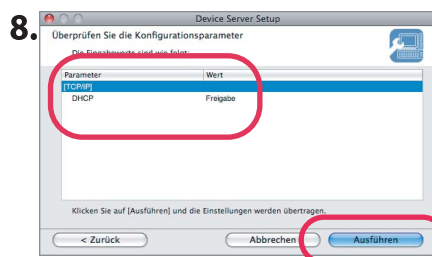 8.
Device Server Setup
Überprüfen Sie die Konfigurationsparameter
Die Eingabewerte sind wie folgt:
Parameter Wert
[TCP/IP]
DHCP Freigabe
Klicken Sie auf [Ausführen] und die Einstellungen werden übertragen.
< Zurück Abbrechen Ausführen